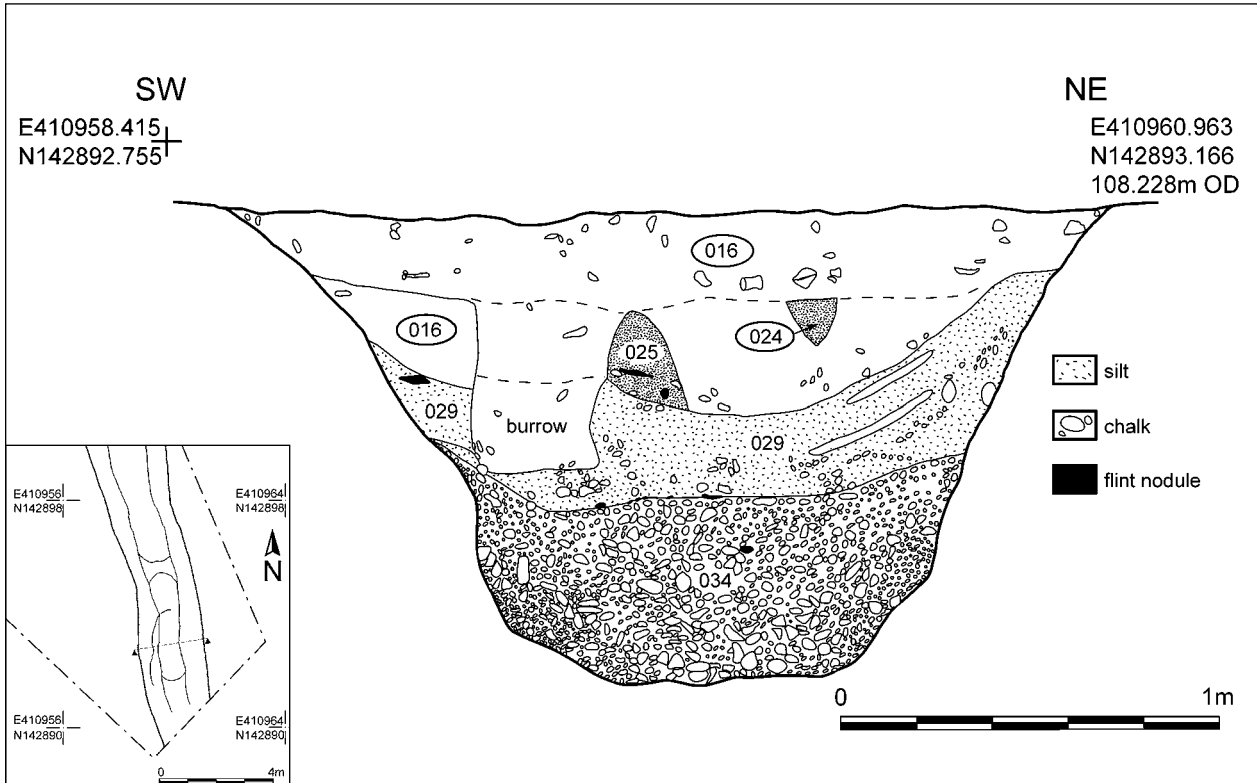 SW
E410958.415
N142892.755
NE
E410960.963
N142893.166
108.228m OD
016
016
024
025
029
burrow
029
034
silt
chalk
flint nodule
0
1m
E410956
N142898
E410964
N142898
N
E410956
N142890
E410964
N142890
0
4m